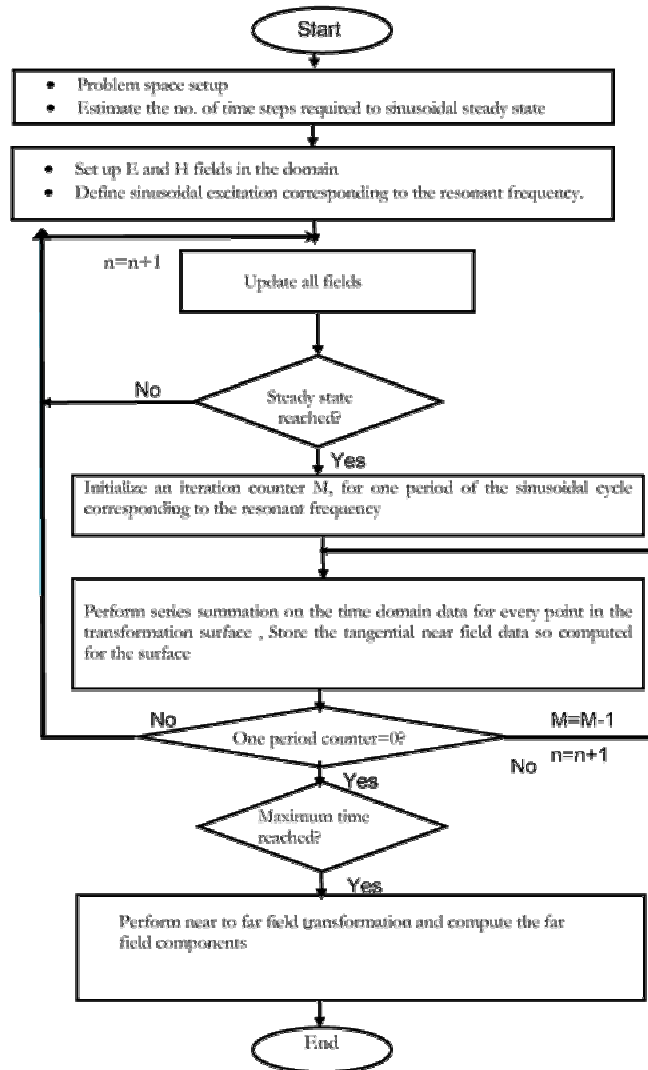 Start
• Problem space setup
• Estimate the no. of time steps required to sinusoidal steady state
• Set up E and H fields in the domain
• Define sinusoidal excitation corresponding to the resonant frequency.
n=n+1
Update all fields
No
Steady state
reached?
Yes
Initialize an iteration counter M, for one period of the sinusoidal cycle
corresponding to the resonant frequency
Perform series summation on the time domain data for every point in the
transformation surface , Store the tangential near field data so computed
for the surface
No
M=M-1
One period counter=0?
No
n=n+1
Yes
Maximum time
reached?
Yes
Perform near to far field transformation and compute the far
field components
End